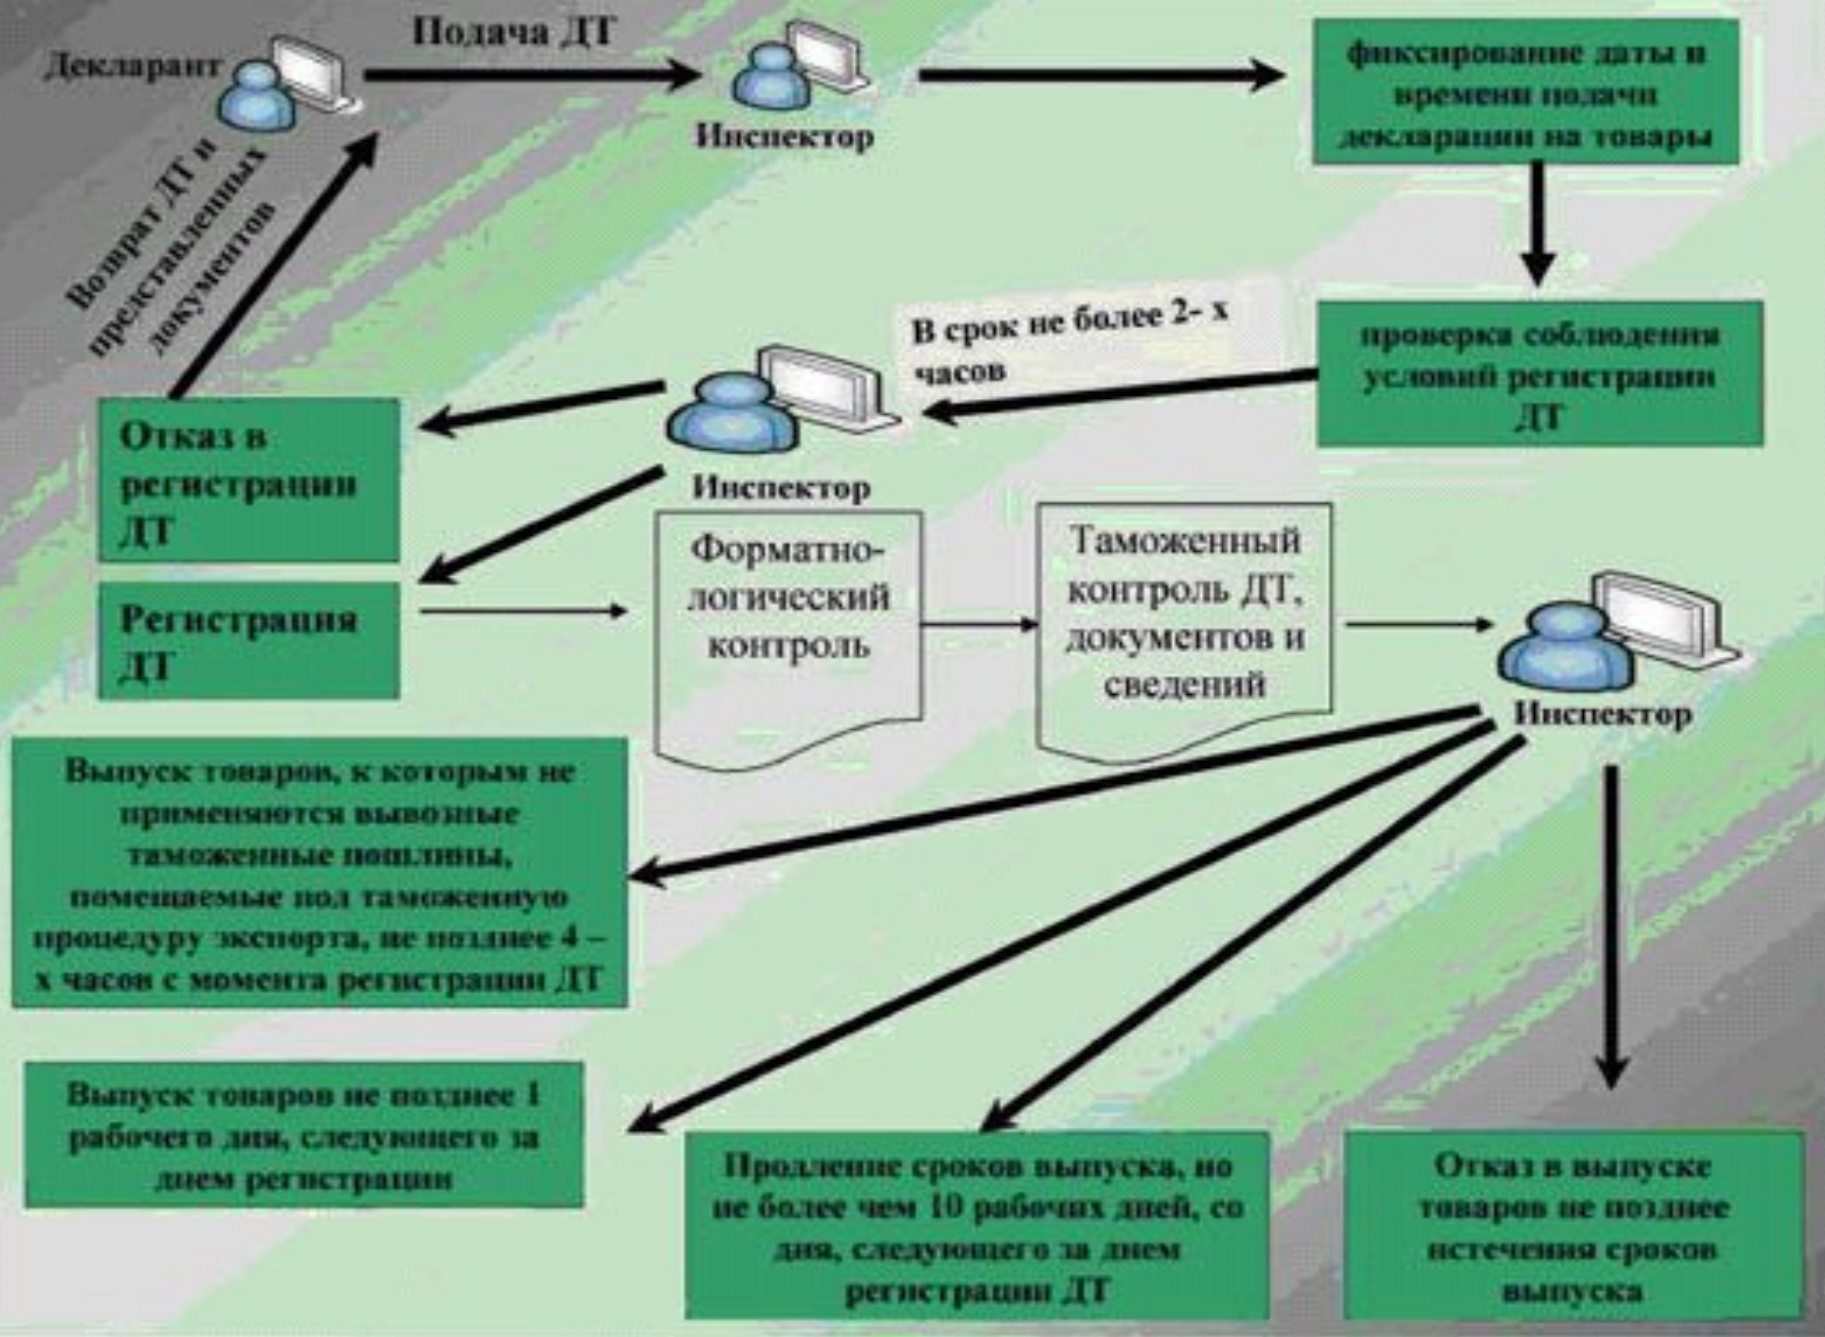 Декларант
Подача ДТ
Инспектор
фиксирование даты и
времени подачи
декларации на товары
Возврат ДТ и
представленных
документов
В срок не более 2- х
часов
проверка соблюдения
условий регистрации
ДТ
Отказ в
регистрации
ДТ
Инспектор
Регистрация
ДТ
Форматно-
логический
контроль
Таможенный
контроль ДТ,
документов и
сведений
Инспектор
Выпуск товаров, к которым не
применяются вывозные
таможенные пошлины,
помещаемые под таможенную
процедуру экспорта, не позднее 4 –
х часов с момента регистрации ДТ
Выпуск товаров не позднее 1
рабочего дня, следующего за
днем регистрации
Продление сроков выпуска, но
не более чем 10 рабочих дней, со
дня, следующего за днем
регистрации ДТ
Отказ в выпуске
товаров не позднее
истечения сроков
выпуска